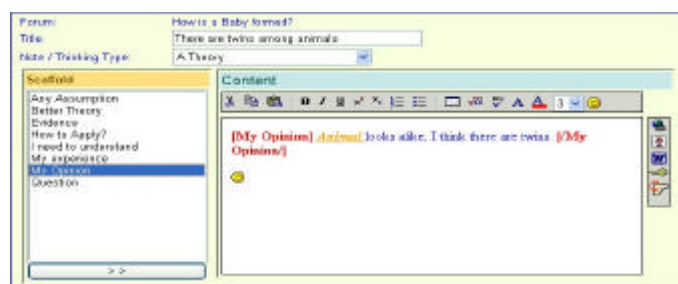 Forum: How is a Baby formed?
Title: There are twins among animals
Note / Thinking Type: A Theory
Scaffold
Content
Any Assumption
Better Theory
Evidence
How to Apply?
I need to understand
My experience
My Opinion
Question
> >
B I U
A A 3
[My Opinion] Animal looks alike, I think there are twins [/My
Opinion/]
W